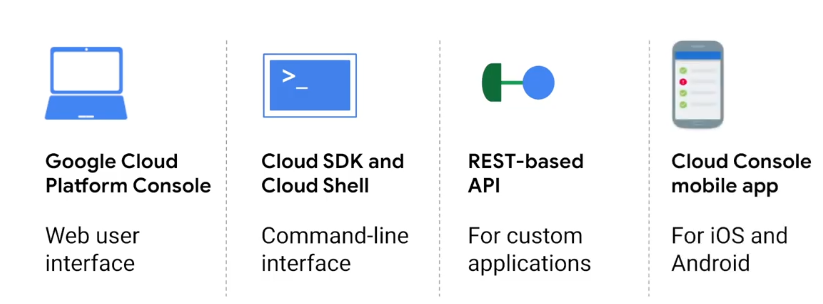 >_
Google Cloud
Platform Console
Web user
interface
Cloud SDK and
Cloud Shell
Command-line
interface
REST-based
API
For custom
applications
Cloud Console
mobile app
For iOS and
Android